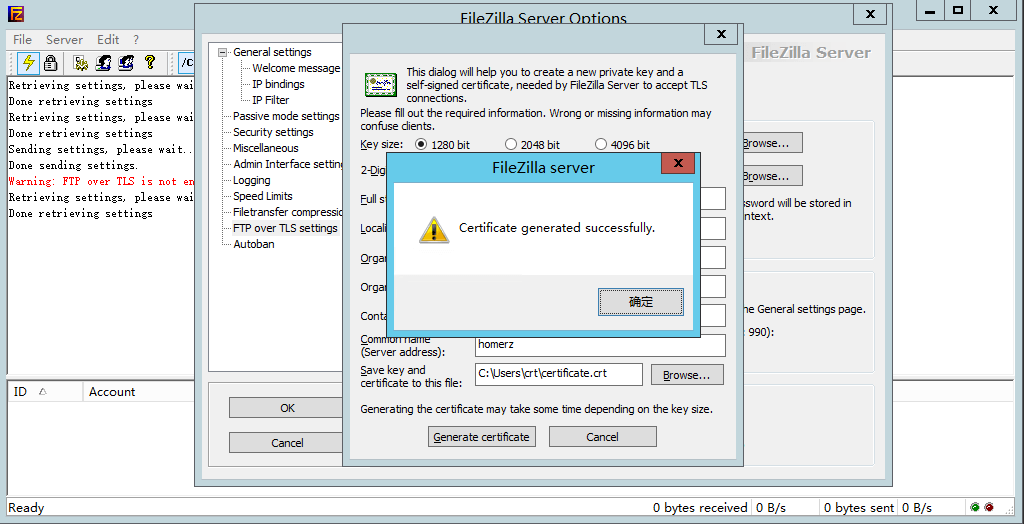 FileZilla Server Options
File Server Edit ?
/C
Retrieving settings, please wai
Done retrieving settings
Retrieving settings, please wai
Done retrieving settings
Sending settings, please wait..
Done sending settings.
Warning: FTP over TLS is not en
Retrieving settings, please wai
Done retrieving settings
General settings
Welcome message
IP bindings
IP Filter
Passive mode settings
Security settings
Miscellaneous
Admin Interface setting
Logging
Speed Limits
Filetransfer compressio
FTP over TLS settings
Autoban
OK
Cancel
FileZilla Server
Browse...
Browse...
sword will be stored in
ntext.
he General settings page.
: 990):
This dialog will help you to create a new private key and a
self-signed certificate, needed by FileZilla Server to accept TLS
connections.
Please fill out the required information. Wrong or missing information may
confuse clients.
Key size: 1280 bit 2048 bit 4096 bit
2-Dig
Full st
Locali
Organ
Organ
Conta
Common name
(Server address):
homerz
Save key and
certificate to this file:
C:\Users\crt\certificate.crt
Browse...
Generating the certificate may take some time depending on the key size.
Generate certificate Cancel
FileZilla server
Certificate generated successfully.
确定
ID Account
Ready 0 bytes received 0 B/s 0 bytes sent 0 B/s